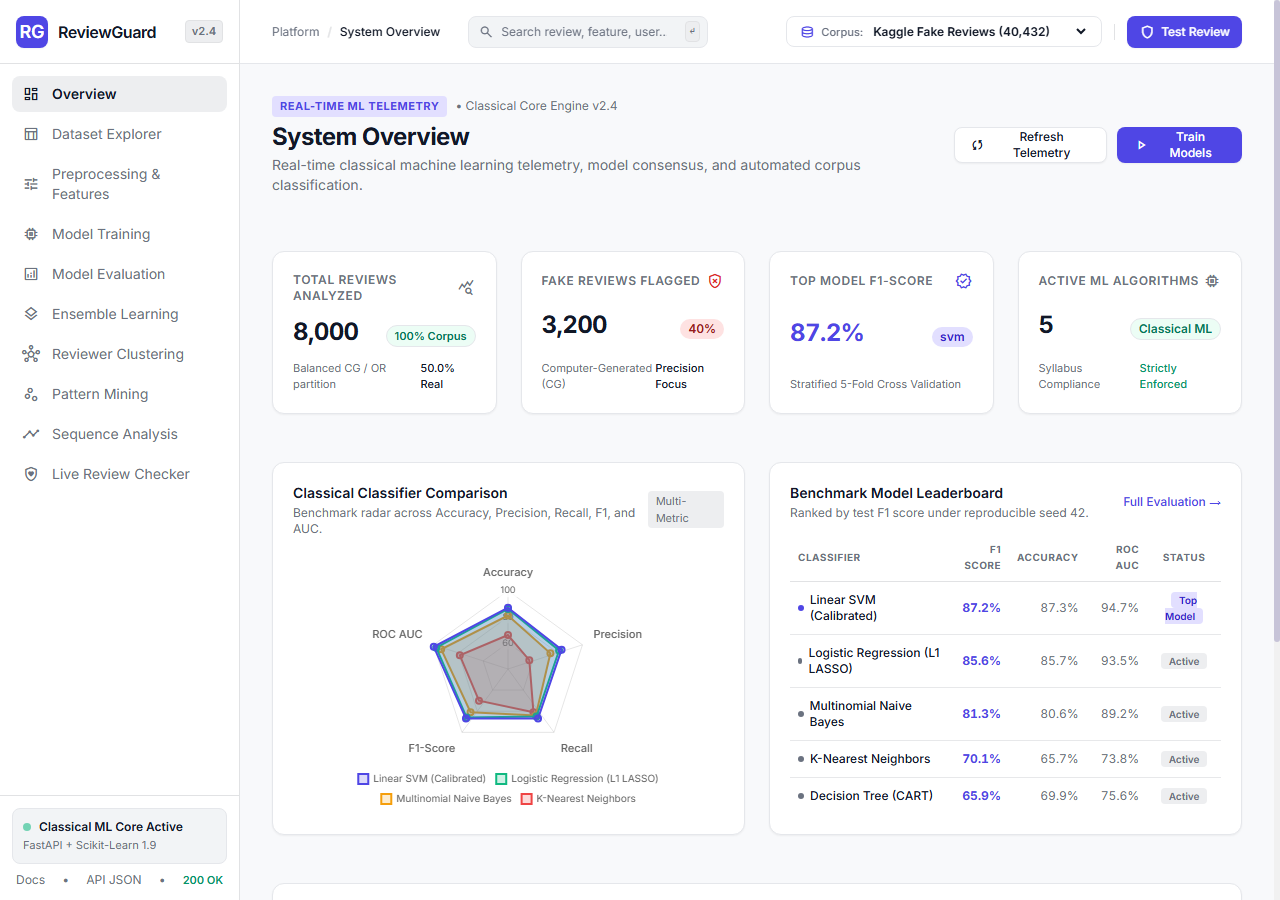 RG ReviewGuard v2.4
Platform / System Overview
Search review, feature, user..
Corpus: Kaggle Fake Reviews (40,432)
Test Review
Overview
Dataset Explorer
Preprocessing &
Features
Model Training
Model Evaluation
Ensemble Learning
Reviewer Clustering
Pattern Mining
Sequence Analysis
Live Review Checker
Classical ML Core Active
FastAPI + Scikit-Learn 1.9
Docs • API JSON • 200 OK
REAL-TIME ML TELEMETRY • Classical Core Engine v2.4
System Overview
Real-time classical machine learning telemetry, model consensus, and automated corpus
classification.
Refresh
Telemetry
Train
Models
TOTAL REVIEWS
ANALYZED
8,000
100% Corpus
Balanced CG / OR
partition
50.0%
Real
FAKE REVIEWS FLAGGED
3,200
40%
Computer-Generated
(CG)
Precision
Focus
TOP MODEL F1-SCORE
87.2%
svm
Stratified 5-Fold Cross Validation
ACTIVE ML ALGORITHMS
5
Classical ML
Syllabus
Compliance
Strictly
Enforced
Classical Classifier Comparison
Benchmark radar across Accuracy, Precision, Recall, F1, and
AUC.
Multi-
Metric
Accuracy
100
60
Precision
Recall
F1-Score
ROC AUC
Linear SVM (Calibrated)
Logistic Regression (L1 LASSO)
Multinomial Naive Bayes
K-Nearest Neighbors
Benchmark Model Leaderboard
Ranked by test F1 score under reproducible seed 42.
Full Evaluation →
CLASSIFIER
F1
SCORE
ACCURACY
ROC
AUC
STATUS
Linear SVM
(Calibrated)
87.2% 87.3% 94.7%
Top
Model
Logistic Regression (L1
LASSO)
85.6% 85.7% 93.5% Active
Multinomial Naive
Bayes
81.3% 80.6% 89.2% Active
K-Nearest Neighbors 70.1% 65.7% 73.8% Active
Decision Tree (CART) 65.9% 69.9% 75.6% Active